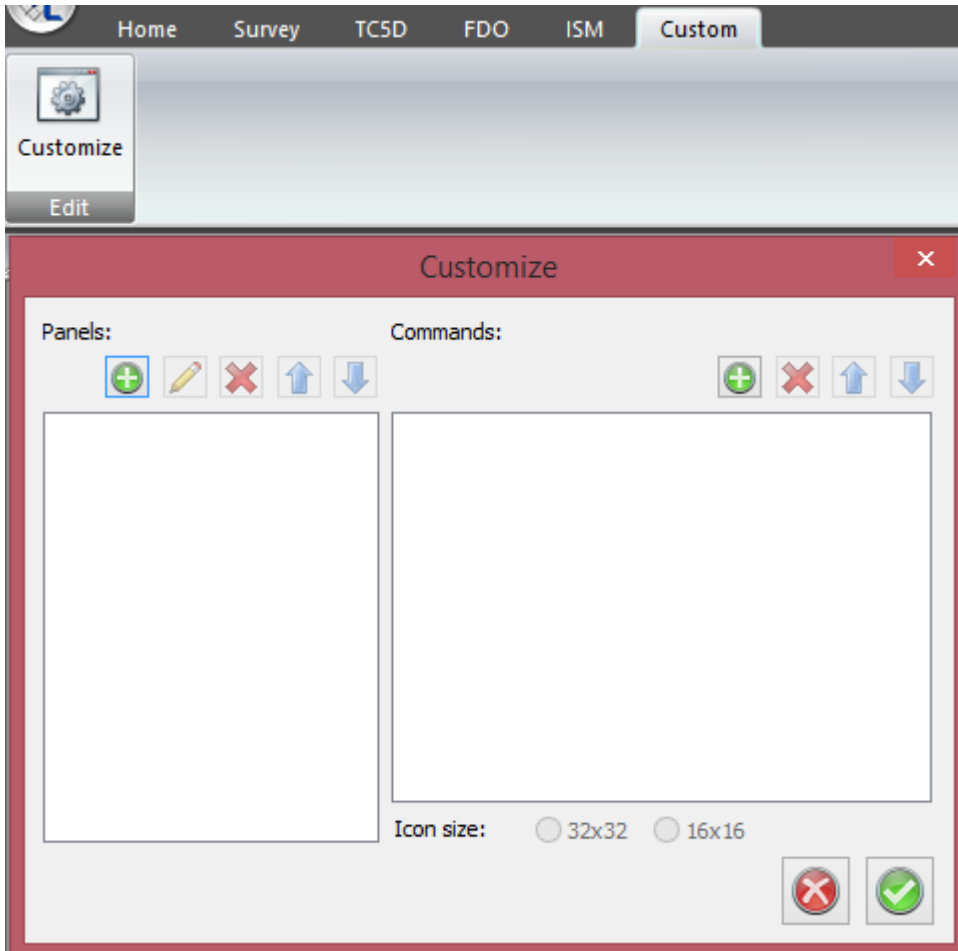 Home Survey TC5D FDO ISM Custom
Customize
Edit
Customize
Panels: Commands:
Icon size: 32x32 16x16